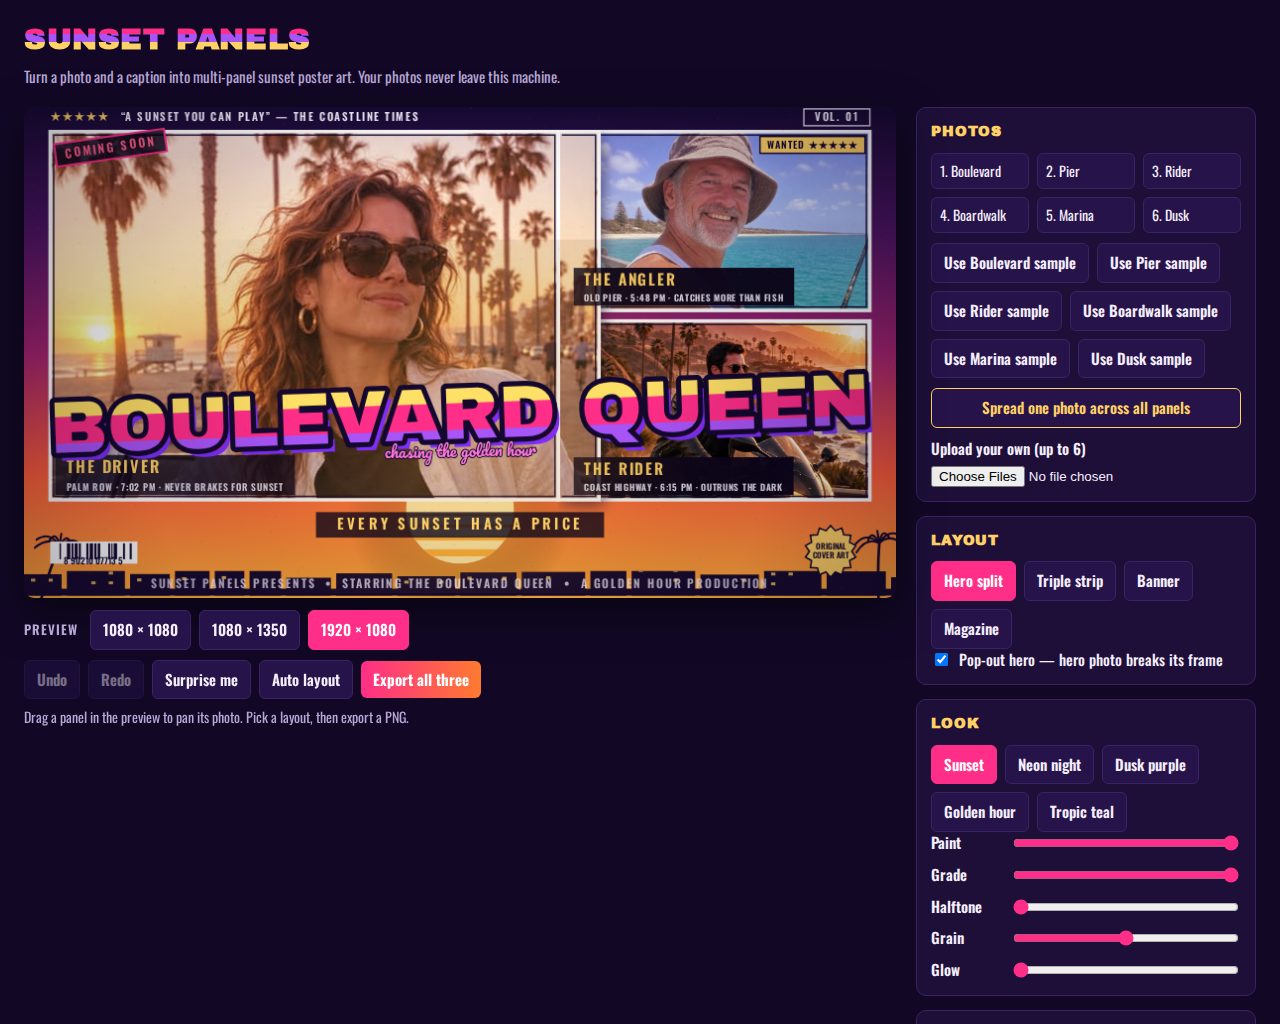 SUNSET PANELS
Turn a photo and a caption into multi-panel sunset poster art. Your photos never leave this machine.
★★★★★ "A SUNSET YOU CAN PLAY" — THE COASTLINE TIMES
VOL. 01
COMING SOON
WANTED ★★★★★
THE ANGLER
OLD PIER · 5:48 PM · CATCHES MORE THAN FISH
BOULEVARD QUEEN
chasing the golden hour
THE DRIVER
PALM ROW · 7:02 PM · NEVER BRAKES FOR SUNSET
THE RIDER
COAST HIGHWAY · 6:15 PM · OUTRUNS THE DARK
EVERY SUNSET HAS A PRICE
ORIGINAL
COVER ART
SUNSET PANELS PRESENTS • STARRING THE BOULEVARD QUEEN • A GOLDEN HOUR PRODUCTION
PREVIEW
1080 × 1080
1080 × 1350
1920 × 1080
Undo
Redo
Surprise me
Auto layout
Export all three
Drag a panel in the preview to pan its photo. Pick a layout, then export a PNG.
PHOTOS
1. Boulevard
2. Pier
3. Rider
4. Boardwalk
5. Marina
6. Dusk
Use Boulevard sample
Use Pier sample
Use Rider sample
Use Boardwalk sample
Use Marina sample
Use Dusk sample
Spread one photo across all panels
Upload your own (up to 6)
Choose Files No file chosen
LAYOUT
Hero split
Triple strip
Banner
Magazine
Pop-out hero — hero photo breaks its frame
LOOK
Sunset
Neon night
Dusk purple
Golden hour
Tropic teal
Paint
Grade
Halftone
Grain
Glow